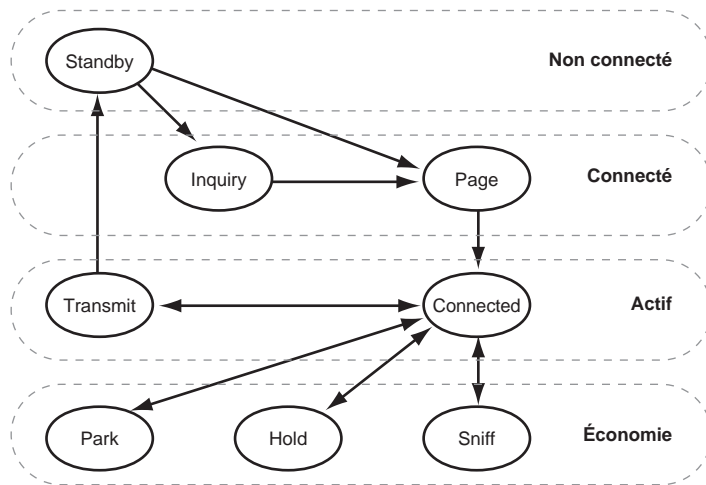 Standby
Non connecté
Inquiry
Page
Connecté
Transmit
Connected
Actif
Park
Hold
Sniff
Économie